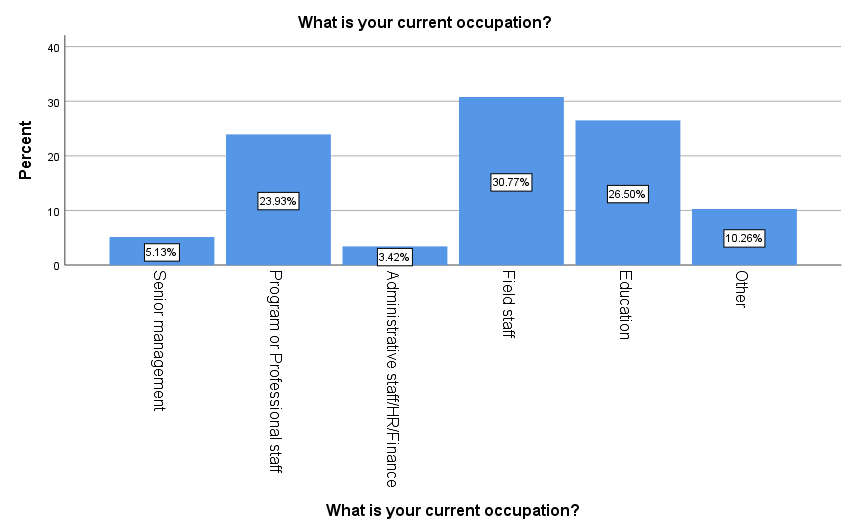 What is your current occupation?
Percent
40
30
20
10
0
5.13%
23.93%
3.42%
30.77%
26.50%
10.26%
Senior management
Program or Professional staff
Administrative staff/HR/Finance
Field staff
Education
Other
What is your current occupation?